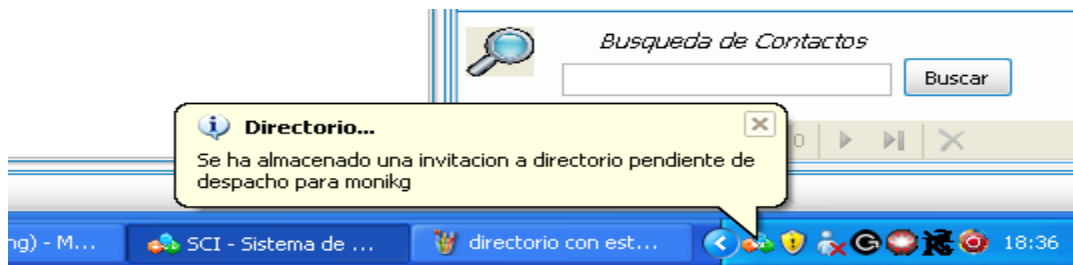 Busqueda de Contactos
Buscar
Directorio...
0
Se ha almacenado una invitacion a directorio pendiente de
despacho para monikg
ng) - M... SCI - Sistema de ... directorio con est... 18:36